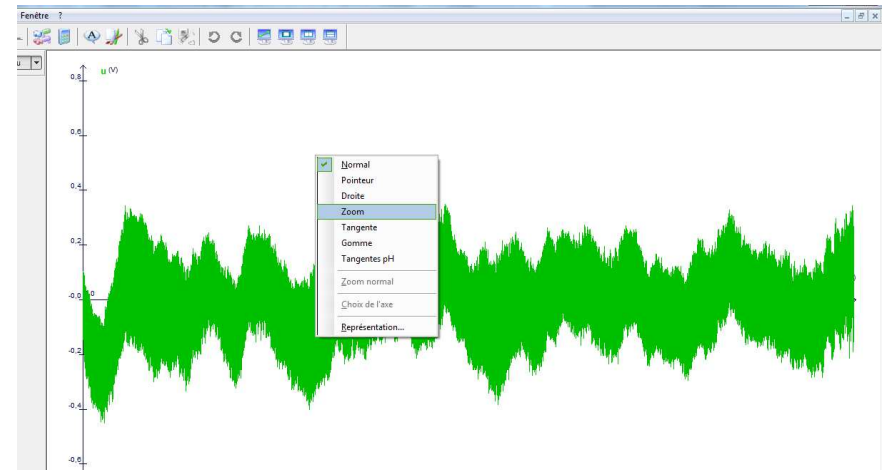 Fenêtre ?
u
u (V)
0,8
0,6
0,4
0,2
-0,0
0
-0,2
-0,4
-0,6
Normal
Pointeur
Droite
Zoom
Tangente
Gomme
Tangentes pH
Zoom normal
Choix de l'axe
Représentation...